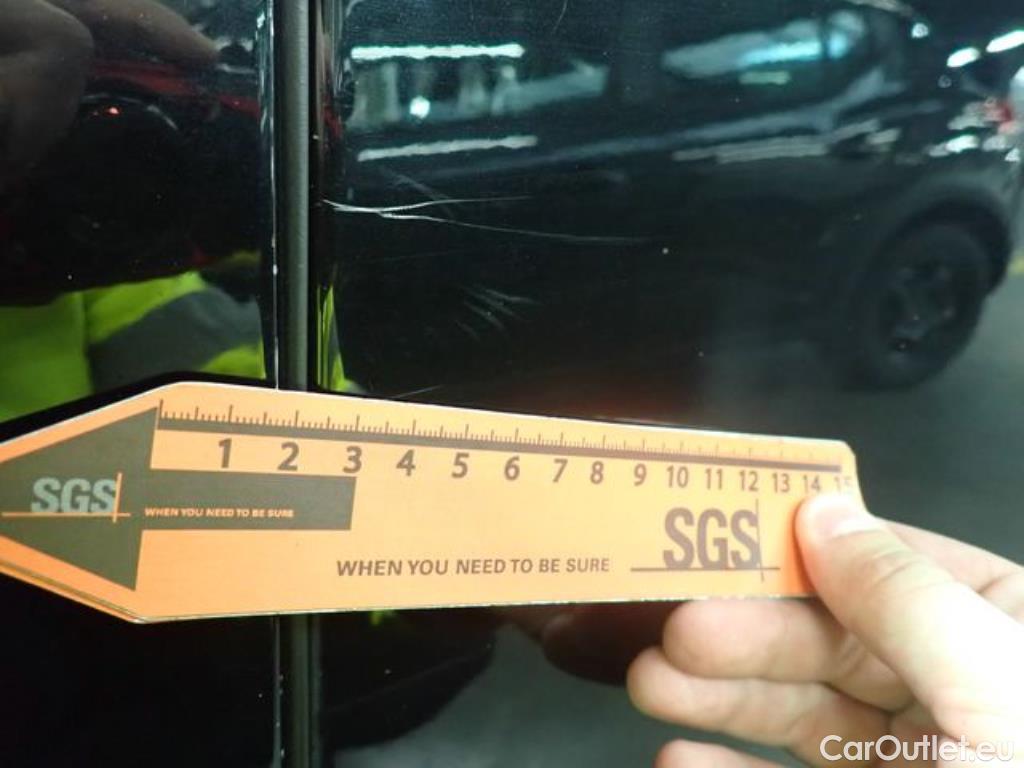 1 2 3 4 5 6 7 8 9 10 11 12 13 14 15
SGS
WHEN YOU NEED TO BE SURE
WHEN YOU NEED TO BE SURE
SGS
CarOutlet.eu